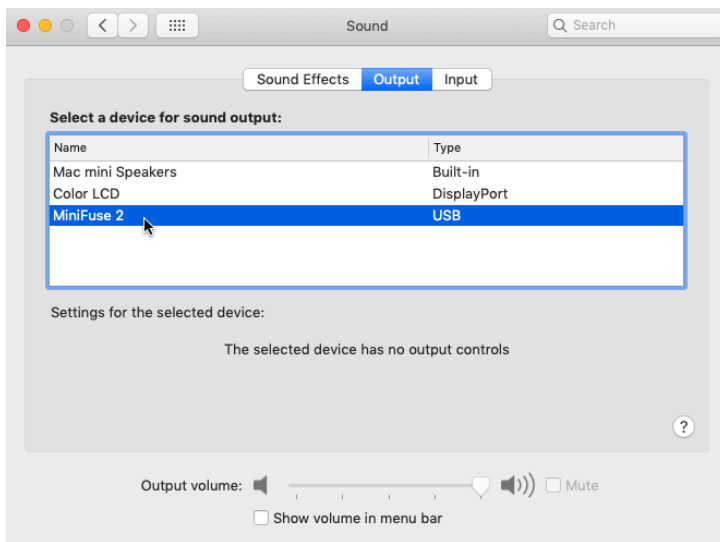 Sound
Search
Sound Effects Output Input
Select a device for sound output:
Name Type
Mac mini Speakers Built-in
Color LCD DisplayPort
MiniFuse 2 USB
Settings for the selected device:
The selected device has no output controls
?
Output volume: Mute
Show volume in menu bar